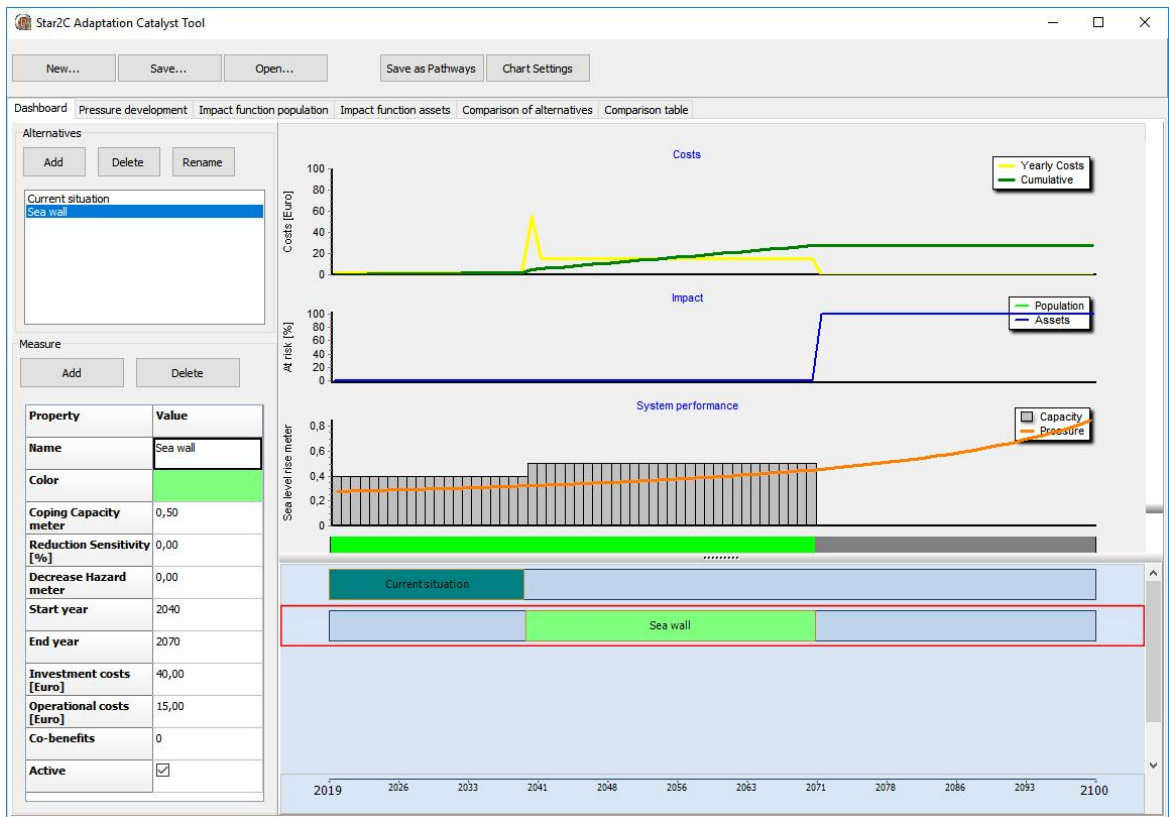 Star2C Adaptation Catalyst Tool
New... Save... Open... Save as Pathways Chart Settings
Dashboard Pressure development Impact function population Impact function assets Comparison of alternatives Comparison table
Alternatives
Add Delete Rename
Current situation
Sea wall
Measure
Add Delete
Property Value
Name Sea wall
Color
Coping Capacity
meter
0,50
Reduction Sensitivity
[%]
0,00
Decrease Hazard
meter
0,00
Start year 2040
End year 2070
Investment costs
[Euro]
40,00
Operational costs
[Euro]
15,00
Co-benefits 0
Active
Costs
Costs [Euro]
100
80
60
40
20
0
Yearly Costs
Cumulative
Impact
At risk [%]
100
80
60
40
20
0
Population
Assets
System performance
Sea level rise meter
0,8
0,6
0,4
0,2
0
Capacity
Pressure
Current situation
Sea wall
2019 2026 2033 2041 2048 2056 2063 2071 2078 2086 2093 2100